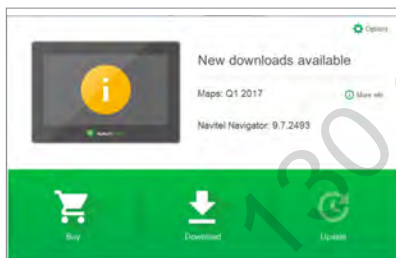 Options
New downloads available
Maps: Q1 2017
More info
Navitel Navigator: 9.7.2493
Buy
Download
Update
130